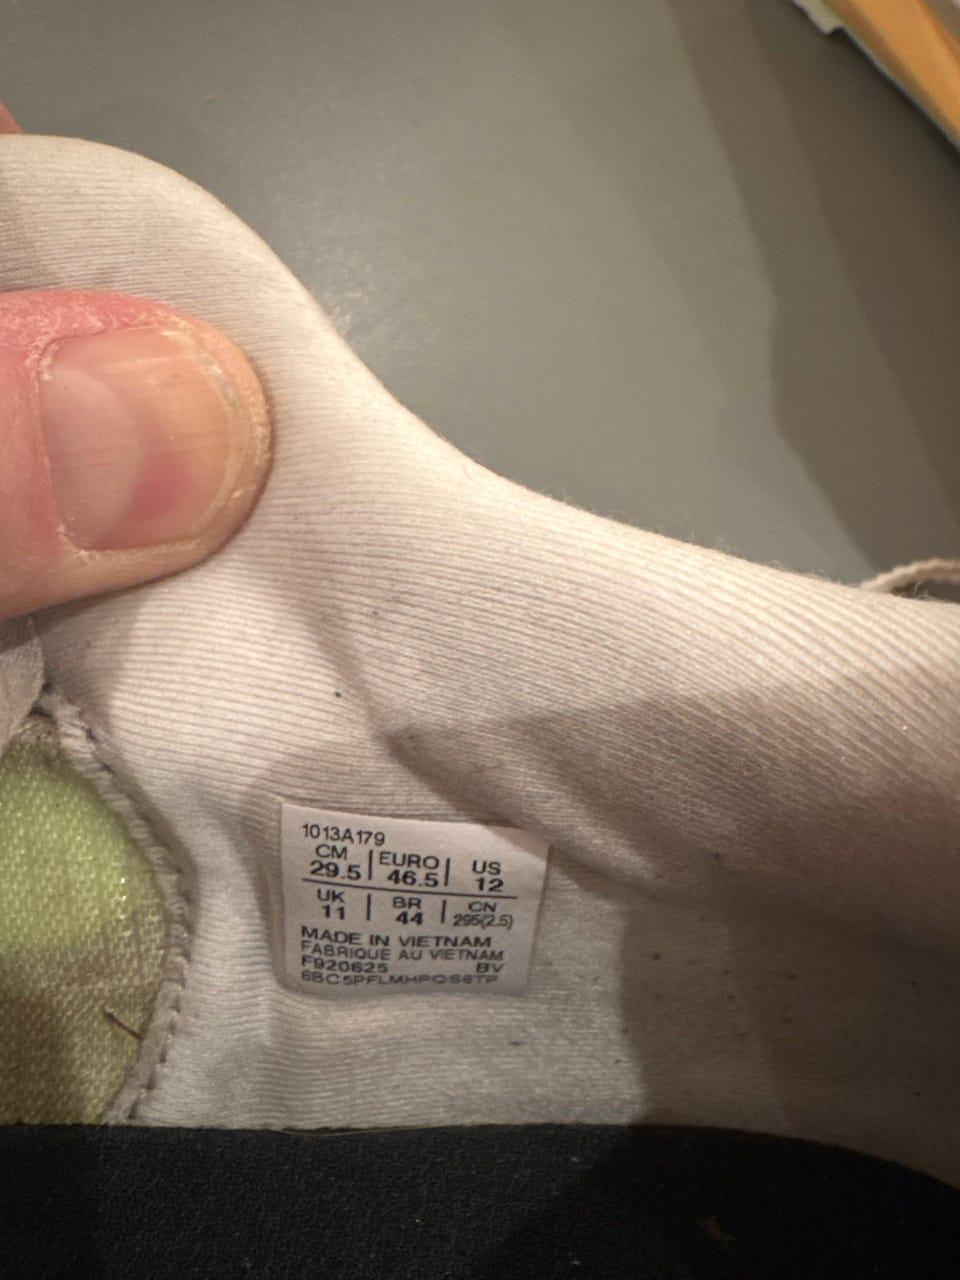 1013A179
CM | EURO | US
29.5 | 46.5 | 12
UK | BR | CN
11 | 44 | 295(2.5)
MADE IN VIETNAM
FABRIQUE AU VIETNAM
F920625 BV